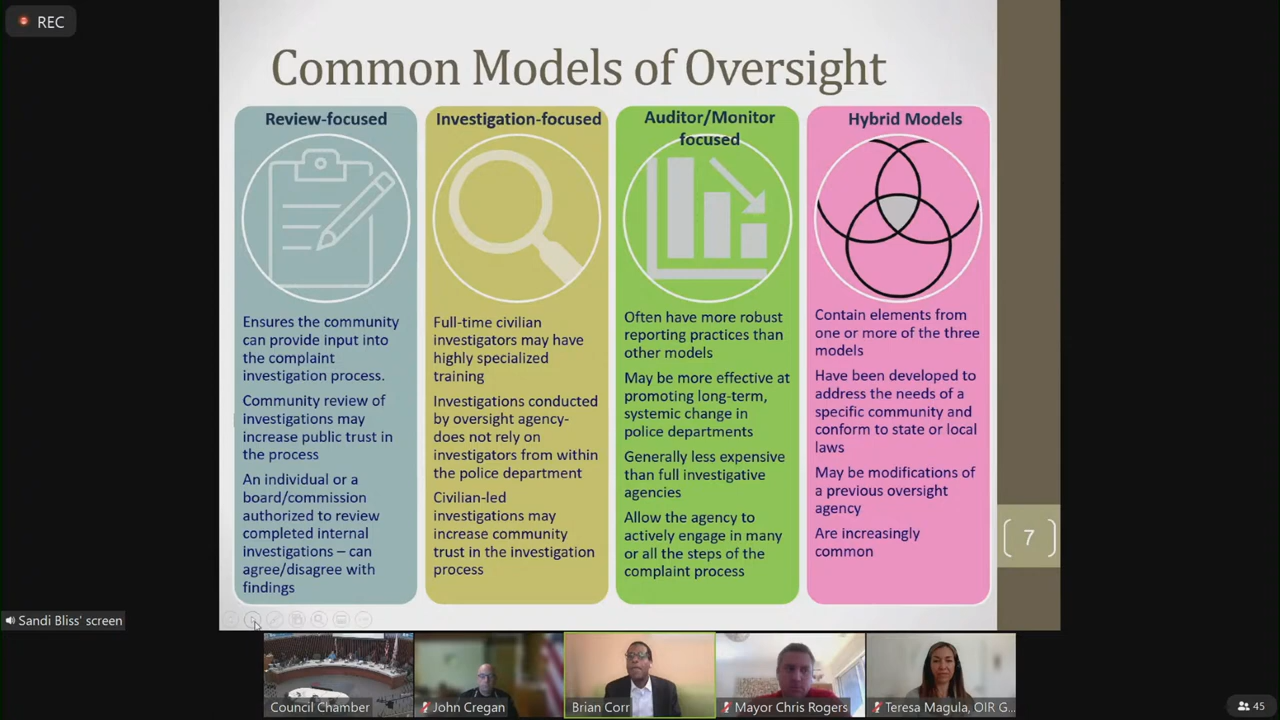 REC
Common Models of Oversight
Review-focused
Ensures the community
can provide input into
the complaint
investigation process.
Community review of
investigations may
increase public trust in
the process
An individual or a
board/commission
authorized to review
completed internal
investigations – can
agree/disagree with
findings
Investigation-focused
Full-time civilian
investigators may have
highly specialized
training
Investigations conducted
by oversight agency-
does not rely on
investigators from within
the police department
Civilian-led
investigations may
increase community
trust in the investigation
process
Auditor/Monitor
focused
Often have more robust
reporting practices than
other models
May be more effective at
promoting long-term,
systemic change in
police departments
Generally less expensive
than full investigative
agencies
Allow the agency to
actively engage in many
or all the steps of the
complaint process
Hybrid Models
Contain elements from
one or more of the three
models
Have been developed to
address the needs of a
specific community and
conform to state or local
laws
May be modifications of
a previous oversight
agency
Are increasingly
common
7
Sandi Bliss' screen
Council Chamber
John Cregan
Brian Corr
Mayor Chris Rogers
Teresa Magula, OIR G...
45